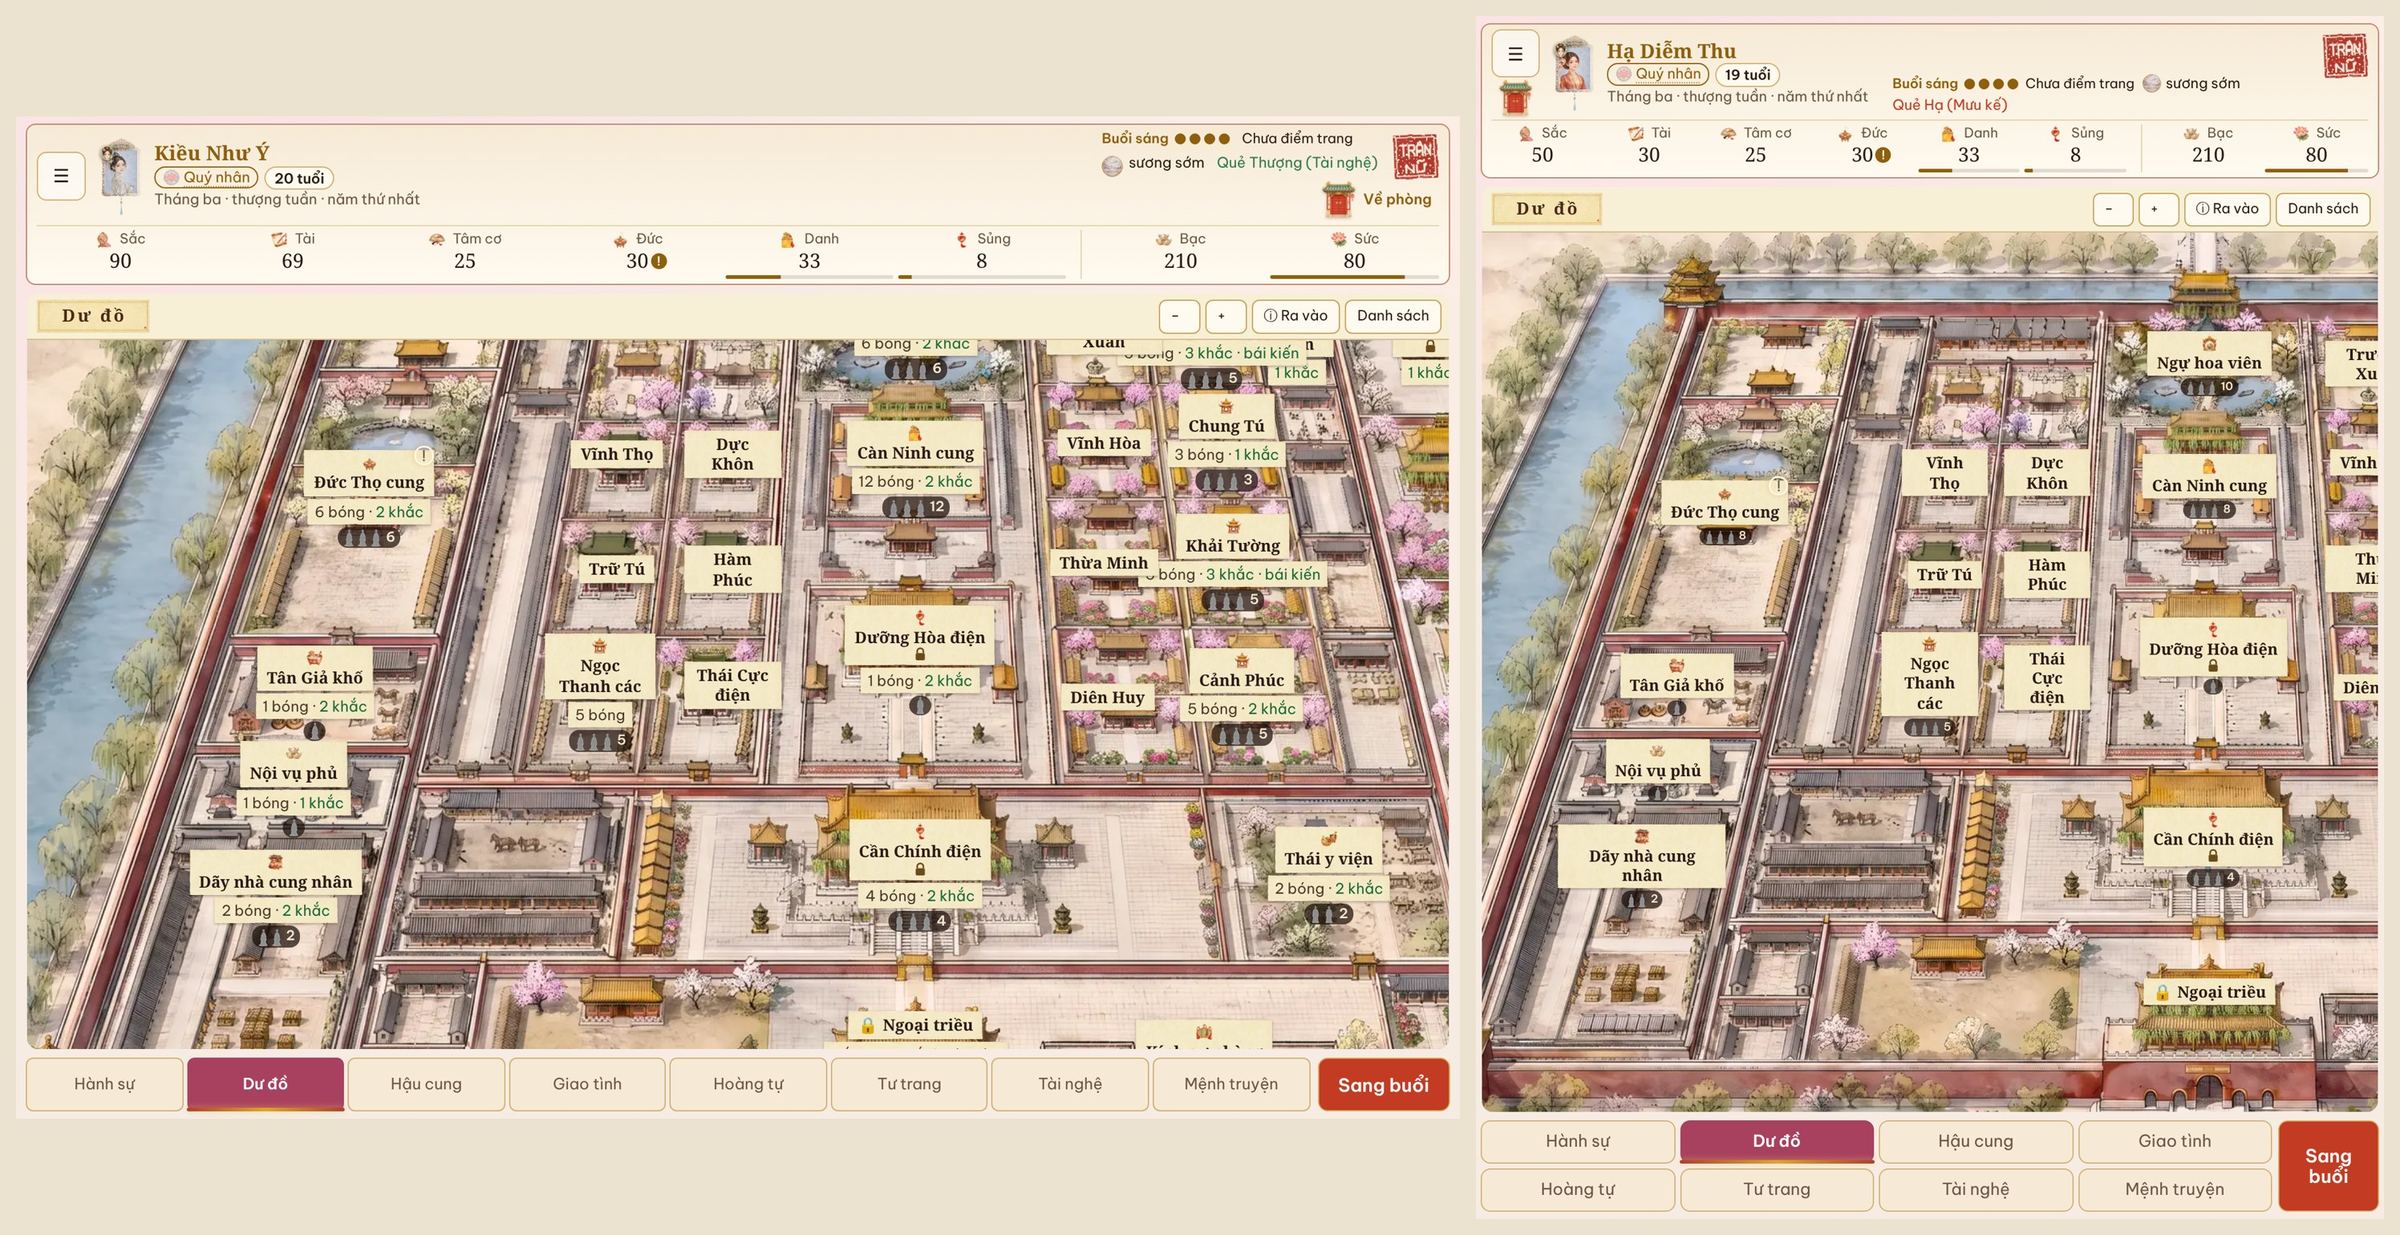 Kiều Như Ý
Quý nhân
20 tuổi
Tháng ba · thượng tuần · năm thứ nhất
Buổi sáng
Chưa điểm trang
sương sớm
Quẻ Thượng (Tài nghệ)
TRÂN NỮ
Về phòng
Sắc
Tài
Tâm cơ
Đức
Danh
Sủng
Bạc
Sức
90
69
25
30
33
8
210
80
Dư đồ
-
+
Ra vào
Danh sách
6 bóng · 2 khắc
6
Xuân
bóng · 3 khắc · bái kiến
5
1 khắc
Chung Tú
3 bóng · 1 khắc
3
Vĩnh Hòa
Càn Ninh cung
12 bóng · 2 khắc
12
Vĩnh Thọ
Dực
Khôn
Đức Thọ cung
6 bóng · 2 khắc
6
Khải Tường
bóng · 3 khắc · bái kiến
5
Thừa Minh
Trữ Tú
Hàm
Phúc
Dưỡng Hòa điện
1 bóng · 2 khắc
Tân Giả khố
1 bóng · 2 khắc
Ngọc
Thanh các
5 bóng
5
Thái Cực
điện
Diên Huy
Cảnh Phúc
5 bóng · 2 khắc
5
Nội vụ phủ
1 bóng · 1 khắc
Cần Chính điện
4 bóng · 2 khắc
4
Thái y viện
2 bóng · 2 khắc
2
Dãy nhà cung nhân
2 bóng · 2 khắc
2
Ngoại triều
Hành sự
Dư đồ
Hậu cung
Giao tình
Hoàng tự
Tư trang
Tài nghệ
Mệnh truyện
Sang buổi
Hạ Diễm Thu
Quý nhân
19 tuổi
Tháng ba · thượng tuần · năm thứ nhất
Buổi sáng
Chưa điểm trang
sương sớm
Quẻ Hạ (Mưu kế)
TRÂN NỮ
Sắc
Tài
Tâm cơ
Đức
Danh
Sủng
Bạc
Sức
50
30
25
30
33
8
210
80
Dư đồ
-
+
Ra vào
Danh sách
Ngự hoa viên
10
Vĩnh
Thọ
Dực
Khôn
Càn Ninh cung
8
Vĩnh
Đức Thọ cung
8
Trữ Tú
Hàm
Phúc
Ngọc
Thanh
các
5
Thái
Cực
điện
Dưỡng Hòa điện
Diên
Tân Giả khố
Nội vụ phủ
Dãy nhà cung
nhân
2
Cần Chính điện
4
Ngoại triều
Hành sự
Dư đồ
Hậu cung
Giao tình
Hoàng tự
Tư trang
Tài nghệ
Mệnh truyện
Sang
buổi